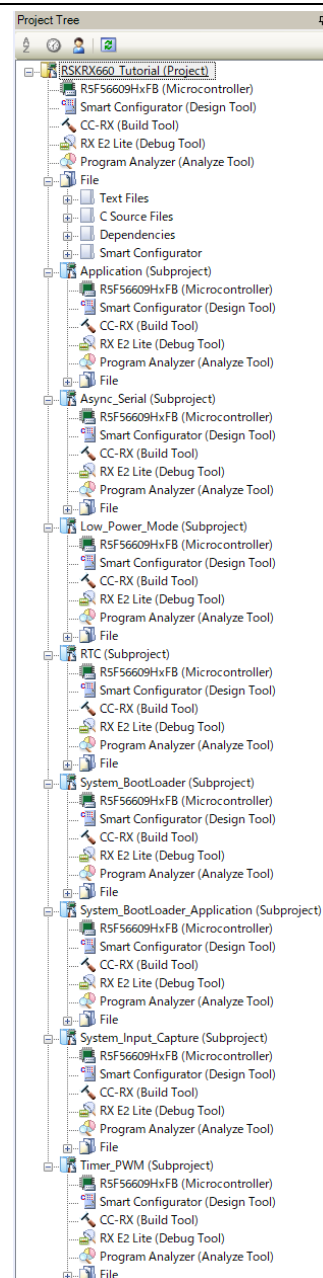 Project Tree
RSKRX660_Tutorial (Project)
R5F56609HxFB (Microcontroller)
Smart Configurator (Design Tool)
CC-RX (Build Tool)
RX E2 Lite (Debug Tool)
Program Analyzer (Analyze Tool)
File
Text Files
C Source Files
Dependencies
Smart Configurator
Application (Subproject)
R5F56609HxFB (Microcontroller)
Smart Configurator (Design Tool)
CC-RX (Build Tool)
RX E2 Lite (Debug Tool)
Program Analyzer (Analyze Tool)
File
Async_Serial (Subproject)
R5F56609HxFB (Microcontroller)
Smart Configurator (Design Tool)
CC-RX (Build Tool)
RX E2 Lite (Debug Tool)
Program Analyzer (Analyze Tool)
File
Low_Power_Mode (Subproject)
R5F56609HxFB (Microcontroller)
Smart Configurator (Design Tool)
CC-RX (Build Tool)
RX E2 Lite (Debug Tool)
Program Analyzer (Analyze Tool)
File
RTC (Subproject)
R5F56609HxFB (Microcontroller)
Smart Configurator (Design Tool)
CC-RX (Build Tool)
RX E2 Lite (Debug Tool)
Program Analyzer (Analyze Tool)
File
System_BootLoader (Subproject)
R5F56609HxFB (Microcontroller)
Smart Configurator (Design Tool)
CC-RX (Build Tool)
RX E2 Lite (Debug Tool)
Program Analyzer (Analyze Tool)
File
System_BootLoader_Application (Subproject)
R5F56609HxFB (Microcontroller)
Smart Configurator (Design Tool)
CC-RX (Build Tool)
RX E2 Lite (Debug Tool)
Program Analyzer (Analyze Tool)
File
System_Input_Capture (Subproject)
R5F56609HxFB (Microcontroller)
Smart Configurator (Design Tool)
CC-RX (Build Tool)
RX E2 Lite (Debug Tool)
Program Analyzer (Analyze Tool)
File
Timer_PWM (Subproject)
R5F56609HxFB (Microcontroller)
Smart Configurator (Design Tool)
CC-RX (Build Tool)
RX E2 Lite (Debug Tool)
Program Analyzer (Analyze Tool)
File